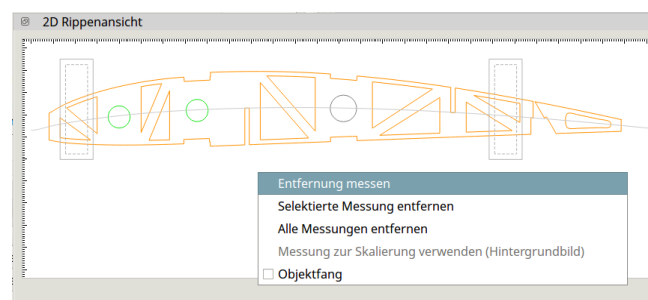 2D Rippenansicht
Entfernung messen
Selektierte Messung entfernen
Alle Messungen entfernen
Messung zur Skalierung verwenden (Hintergrundbild)
Objektfang